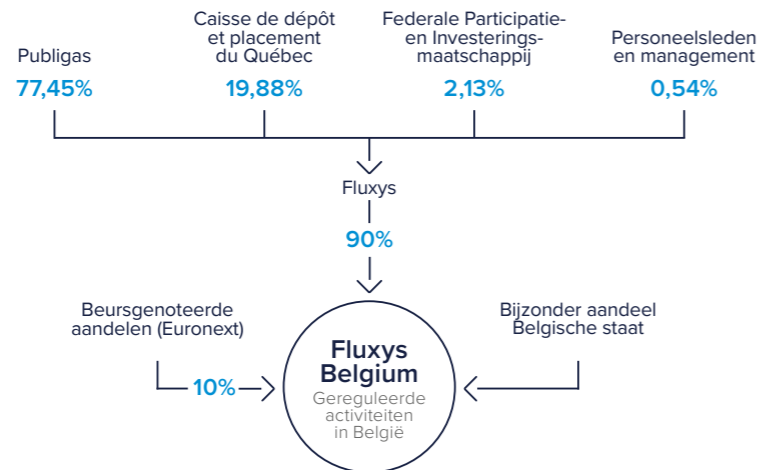 Publigas
77,45%
Caisse de dépôt
et placement
du Québec
19,88%
Federale Participatie-
en Investerings-
maatschappij
2,13%
Personeelsleden
en management
0,54%
Fluxys
90%
Beursgenoteerde
aandelen (Euronext)
10%
Bijzonder aandeel
Belgische staat
Fluxys
Belgium
Gereguleerde
activiteiten
in België